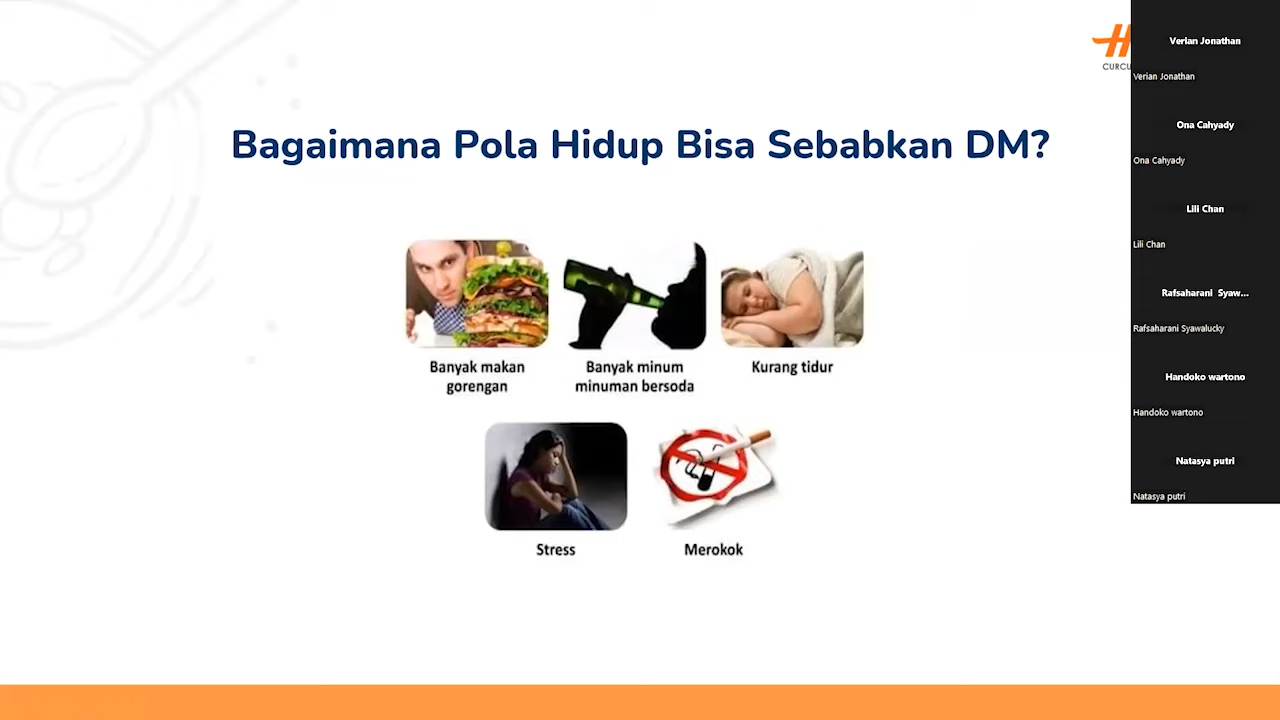 Bagaimana Pola Hidup Bisa Sebabkan DM?
Banyak makan
gorengan
Banyak minum
minuman bersoda
Kurang tidur
Stress
Merokok
Verian Jonathan
Verian Jonathan
Ona Cahyady
Ona Cahyady
Lili Chan
Lili Chan
Rafsaharani Syaw...
Rafsaharani Syawalucky
Handoko wartono
Handoko wartono
Natasya putri
Natasya putri